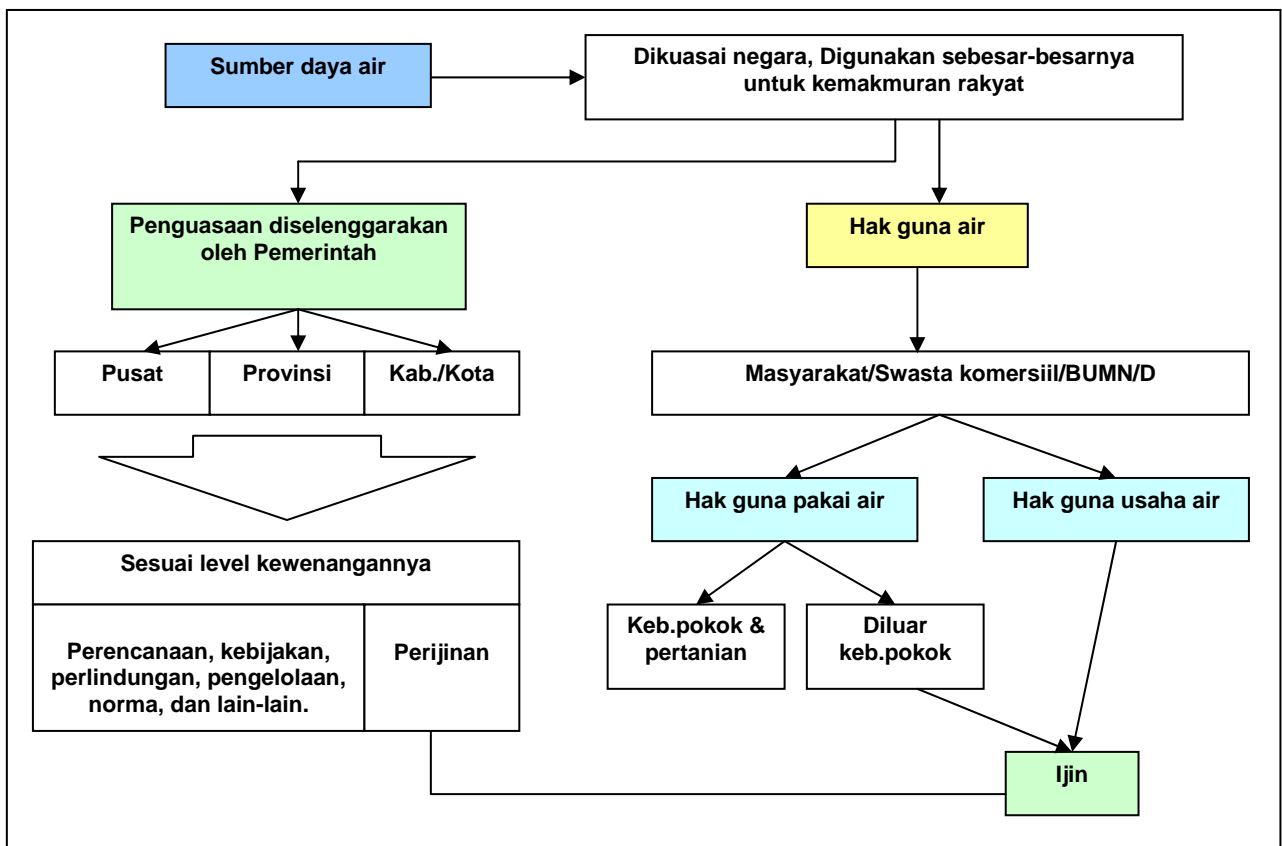 Sumber daya air
Dikuasai negara, Digunakan sebesar-besarnya
untuk kemakmuran rakyat
Penguasaan diselenggarakan
oleh Pemerintah
Hak guna air
Pusat
Provinsi
Kab./Kota
Masyarakat/Swasta komersiil/BUMN/D
Hak guna pakai air
Hak guna usaha air
Sesuai level kewenangannya
Perencanaan, kebijakan,
perlindungan, pengelolaan,
norma, dan lain-lain.
Perijinan
Keb.pokok &
pertanian
Diluar
keb.pokok
Ijin